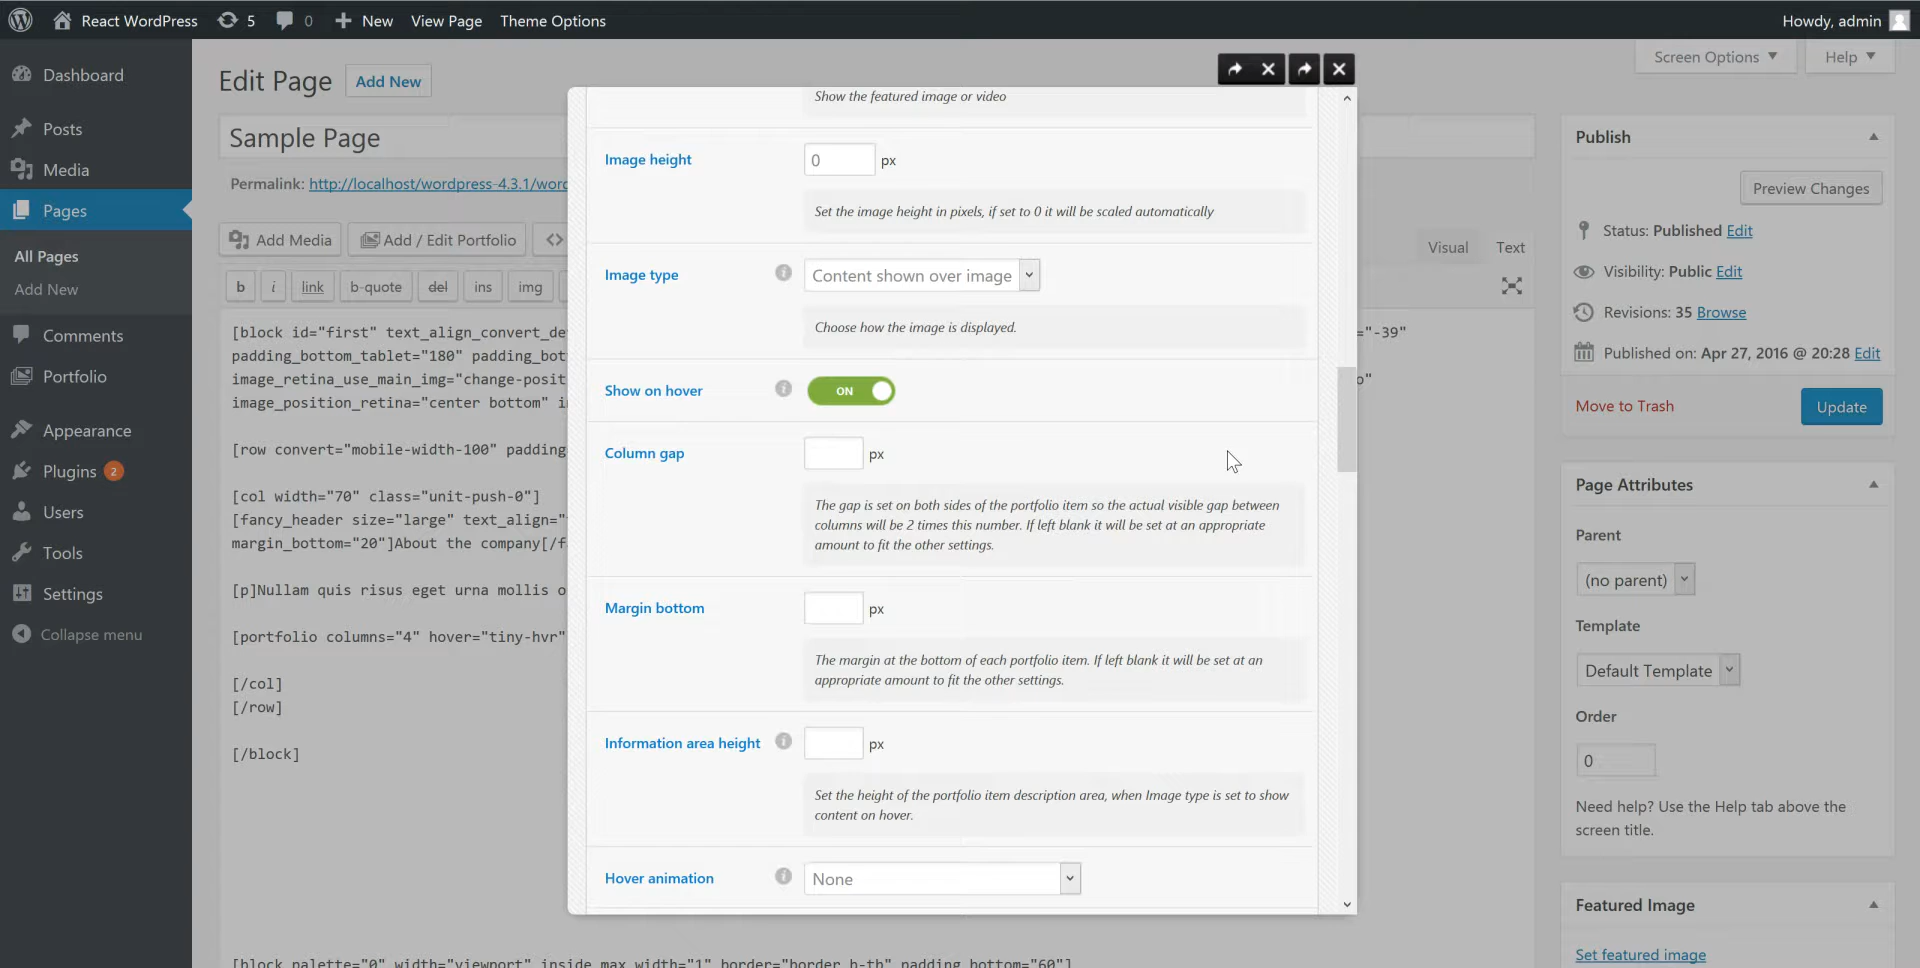 React WordPress 5 0 New View Page Theme Options Howdy, admin
Screen Options Help
Dashboard
Posts
Media
Pages
All Pages
Add New
Comments
Portfolio
Appearance
Plugins 2
Users
Tools
Settings
Collapse menu
Edit Page Add New
Sample Page
Permalink: http://localhost/wordpress-4.3.1/word
Add Media Add / Edit Portfolio
Visual Text
b i link b-quote del ins img
[block id="first" text_align_convert_de ="-39"
padding_bottom_tablet="180" padding_bot
image_retina_use_main_img="change-posit o"
image_position_retina="center bottom" i
[row convert="mobile-width-100" padding
[col width="70" class="unit-push-0"]
[fancy_header size="large" text_align="
margin_bottom="20"]About the company[/f
[p]Nullam quis risus eget urna mollis o
[portfolio columns="4" hover="tiny-hvr"
[/col]
[/row]
[/block]
[block palette="0" width="viewport" inside_max_width="1" border="border b-tb" padding_bottom="60"]
Show the featured image or video
Image height 0 px
Set the image height in pixels, if set to 0 it will be scaled automatically
Image type Content shown over image
Choose how the image is displayed.
Show on hover ON
Column gap px
The gap is set on both sides of the portfolio item so the actual visible gap between
columns will be 2 times this number. If left blank it will be set at an appropriate
amount to fit the other settings.
Margin bottom px
The margin at the bottom of each portfolio item. If left blank it will be set at an
appropriate amount to fit the other settings.
Information area height px
Set the height of the portfolio item description area, when Image type is set to show
content on hover.
Hover animation None
Publish
Preview Changes
Status: Published Edit
Visibility: Public Edit
Revisions: 35 Browse
Published on: Apr 27, 2016 @ 20:28 Edit
Move to Trash Update
Page Attributes
Parent
(no parent)
Template
Default Template
Order
0
Need help? Use the Help tab above the
screen title.
Featured Image
Set featured image